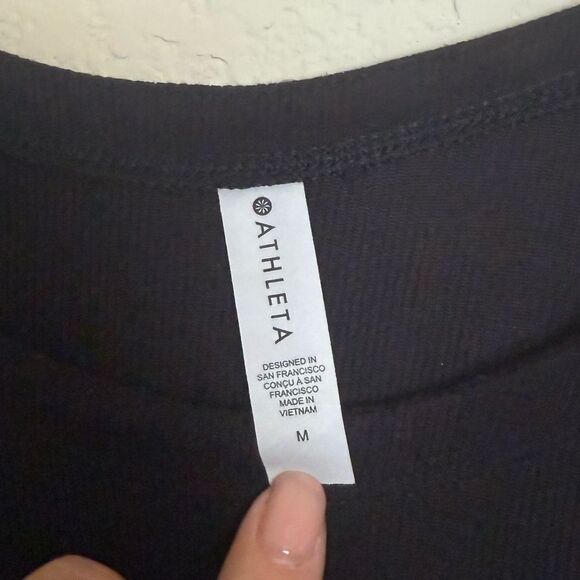 ATHLETA
DESIGNED IN
SAN FRANCISCO
CONÇU À SAN
FRANCISCO
MADE IN
VIETNAM
M